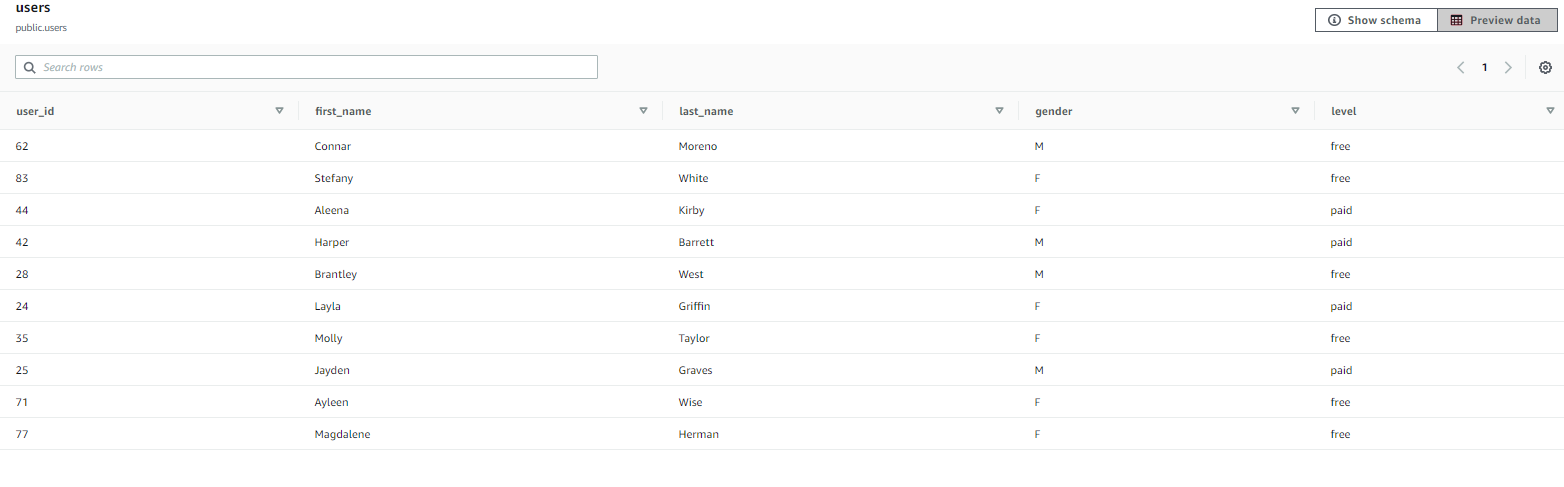 users
public.users
Show schema Preview data
Search rows
1
user_id first_name last_name gender level
62 Connar Moreno M free
83 Stefany White F free
44 Aleena Kirby F paid
42 Harper Barrett M paid
28 Brantley West M free
24 Layla Griffin F paid
35 Molly Taylor F free
25 Jayden Graves M paid
71 Ayleen Wise F free
77 Magdalene Herman F free